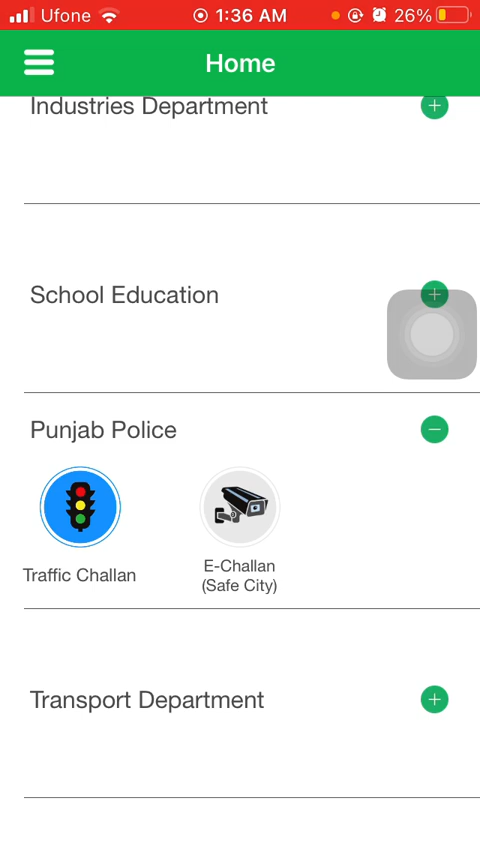 Ufone 1:36 AM 26%
Home
Industries Department
School Education
Punjab Police
Traffic Challan
E-Challan
(Safe City)
Transport Department